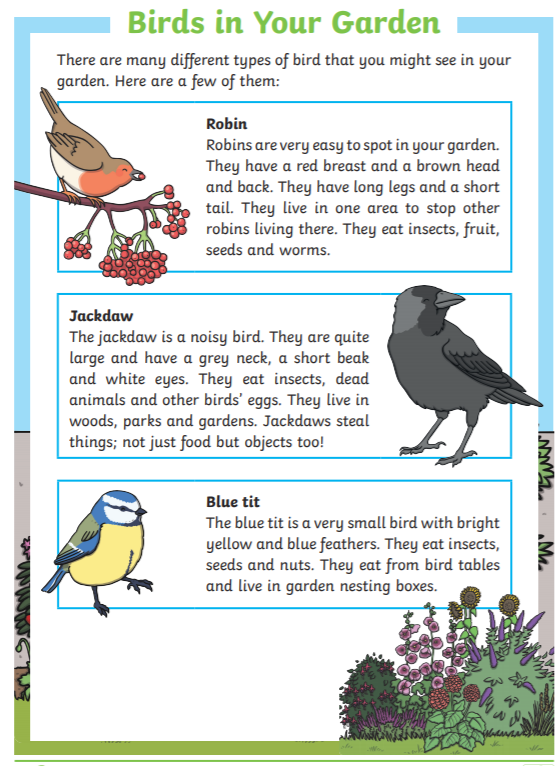 Birds in Your Garden
There are many different types of bird that you might see in your
garden. Here are a few of them:
Robin
Robins are very easy to spot in your garden.
They have a red breast and a brown head
and back. They have long legs and a short
tail. They live in one area to stop other
robins living there. They eat insects, fruit,
seeds and worms.
Jackdaw
The jackdaw is a noisy bird. They are quite
large and have a grey neck, a short beak
and white eyes. They eat insects, dead
animals and other birds' eggs. They live in
woods, parks and gardens. Jackdaws steal
things; not just food but objects too!
Blue tit
The blue tit is a very small bird with bright
yellow and blue feathers. They eat insects,
seeds and nuts. They eat from bird tables
and live in garden nesting boxes.